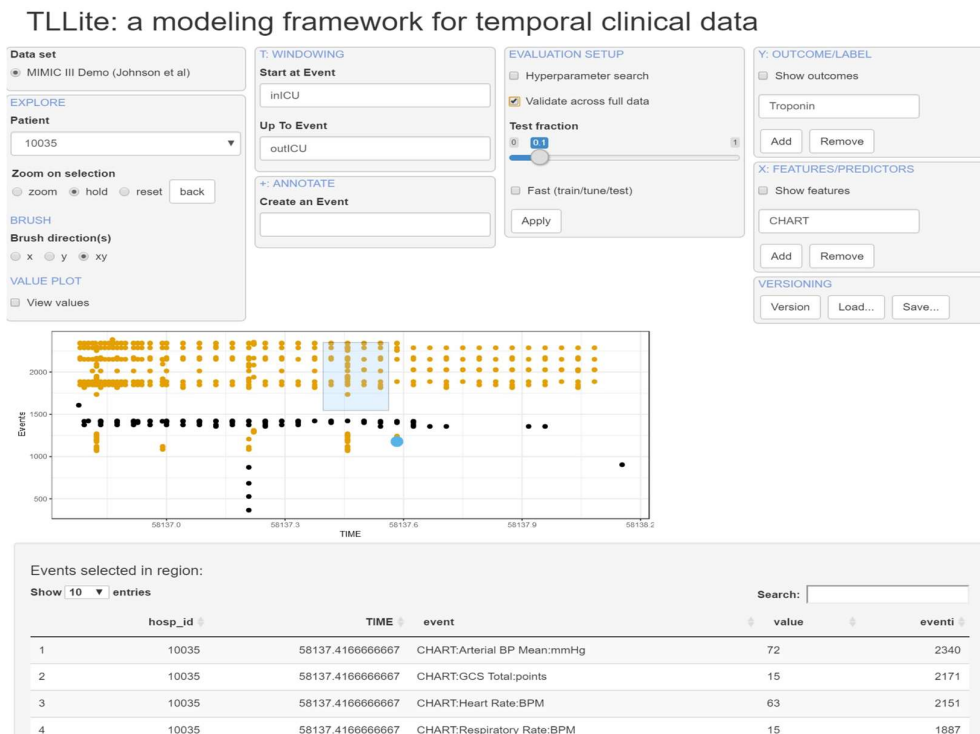 TLLite: a modeling framework for temporal clinical data
Data set
MIMIC III Demo (Johnson et al)
EXPLORE
Patient
10035
Zoom on selection
zoom hold reset back
BRUSH
Brush direction(s)
x y xy
VALUE PLOT
View values
T: WINDOWING
Start at Event
inICU
Up To Event
outICU
+: ANNOTATE
Create an Event
EVALUATION SETUP
Hyperparameter search
Validate across full data
Test fraction
0 0.1 1
Fast (train/tune/test)
Apply
Y: OUTCOME/LABEL
Show outcomes
Troponin
Add Remove
X: FEATURES/PREDICTORS
Show features
CHART
Add Remove
VERSIONING
Version Load... Save...
Events
2000
1500
1000
500
58137.0 58137.3 58137.6 58137.9 58138.2
TIME
Events selected in region:
Show 10 entries
Search:
hosp_id TIME event value eventi
1 10035 58137.4166666667 CHART:Arterial BP Mean:mmHg 72 2340
2 10035 58137.4166666667 CHART:GCS Total:points 15 2171
3 10035 58137.4166666667 CHART:Heart Rate:BPM 63 2151
4 10035 58137.4166666667 CHART:Respiratory Rate:BPM 15 1887